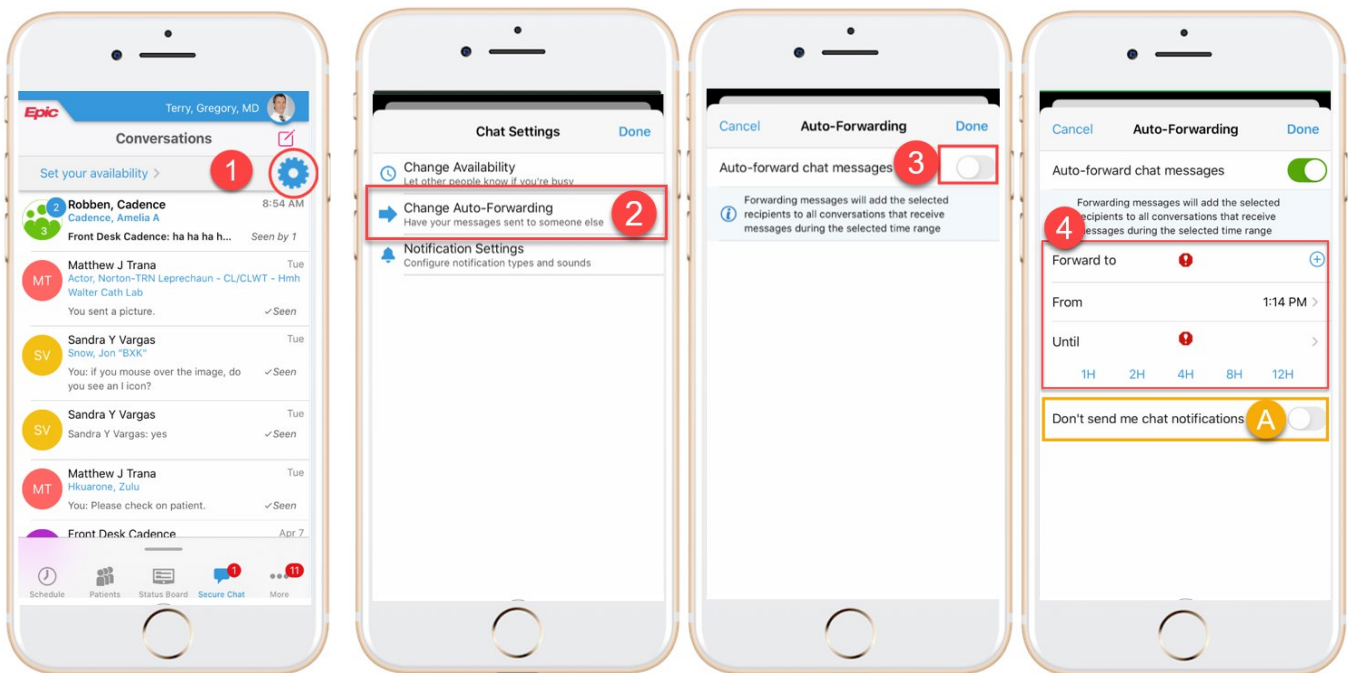 Epic
Terry, Gregory, MD
Conversations
Set your availability >
1
2
3
Robben, Cadence
8:54 AM
Cadence, Amelia A
Front Desk Cadence: ha ha ha h...
Seen by 1
MT
Matthew J Trana
Tue
Actor, Norton-TRN Leprechaun - CL/CLWT - Hmh
Walter Cath Lab
You sent a picture.
✓Seen
SV
Sandra Y Vargas
Tue
Snow, Jon "BXK"
You: if you mouse over the image, do
✓Seen
you see an I icon?
SV
Sandra Y Vargas
Tue
Sandra Y Vargas: yes
✓Seen
MT
Matthew J Trana
Tue
Hkuarone, Zulu
You: Please check on patient.
✓Seen
Front Desk Cadence
Apr 7
1
11
Schedule
Patients
Status Board
Secure Chat
More
Chat Settings
Done
Change Availability
Let other people know if you're busy
Change Auto-Forwarding
Have your messages sent to someone else
2
Notification Settings
Configure notification types and sounds
Cancel
Auto-Forwarding
Done
Auto-forward chat messages
3
Forwarding messages will add the selected
recipients to all conversations that receive
messages during the selected time range
Cancel
Auto-Forwarding
Done
Auto-forward chat messages
Forwarding messages will add the selected
recipients to all conversations that receive
messages during the selected time range
4
Forward to
From
1:14 PM >
Until
>
1H 2H 4H 8H 12H
Don't send me chat notifications
A